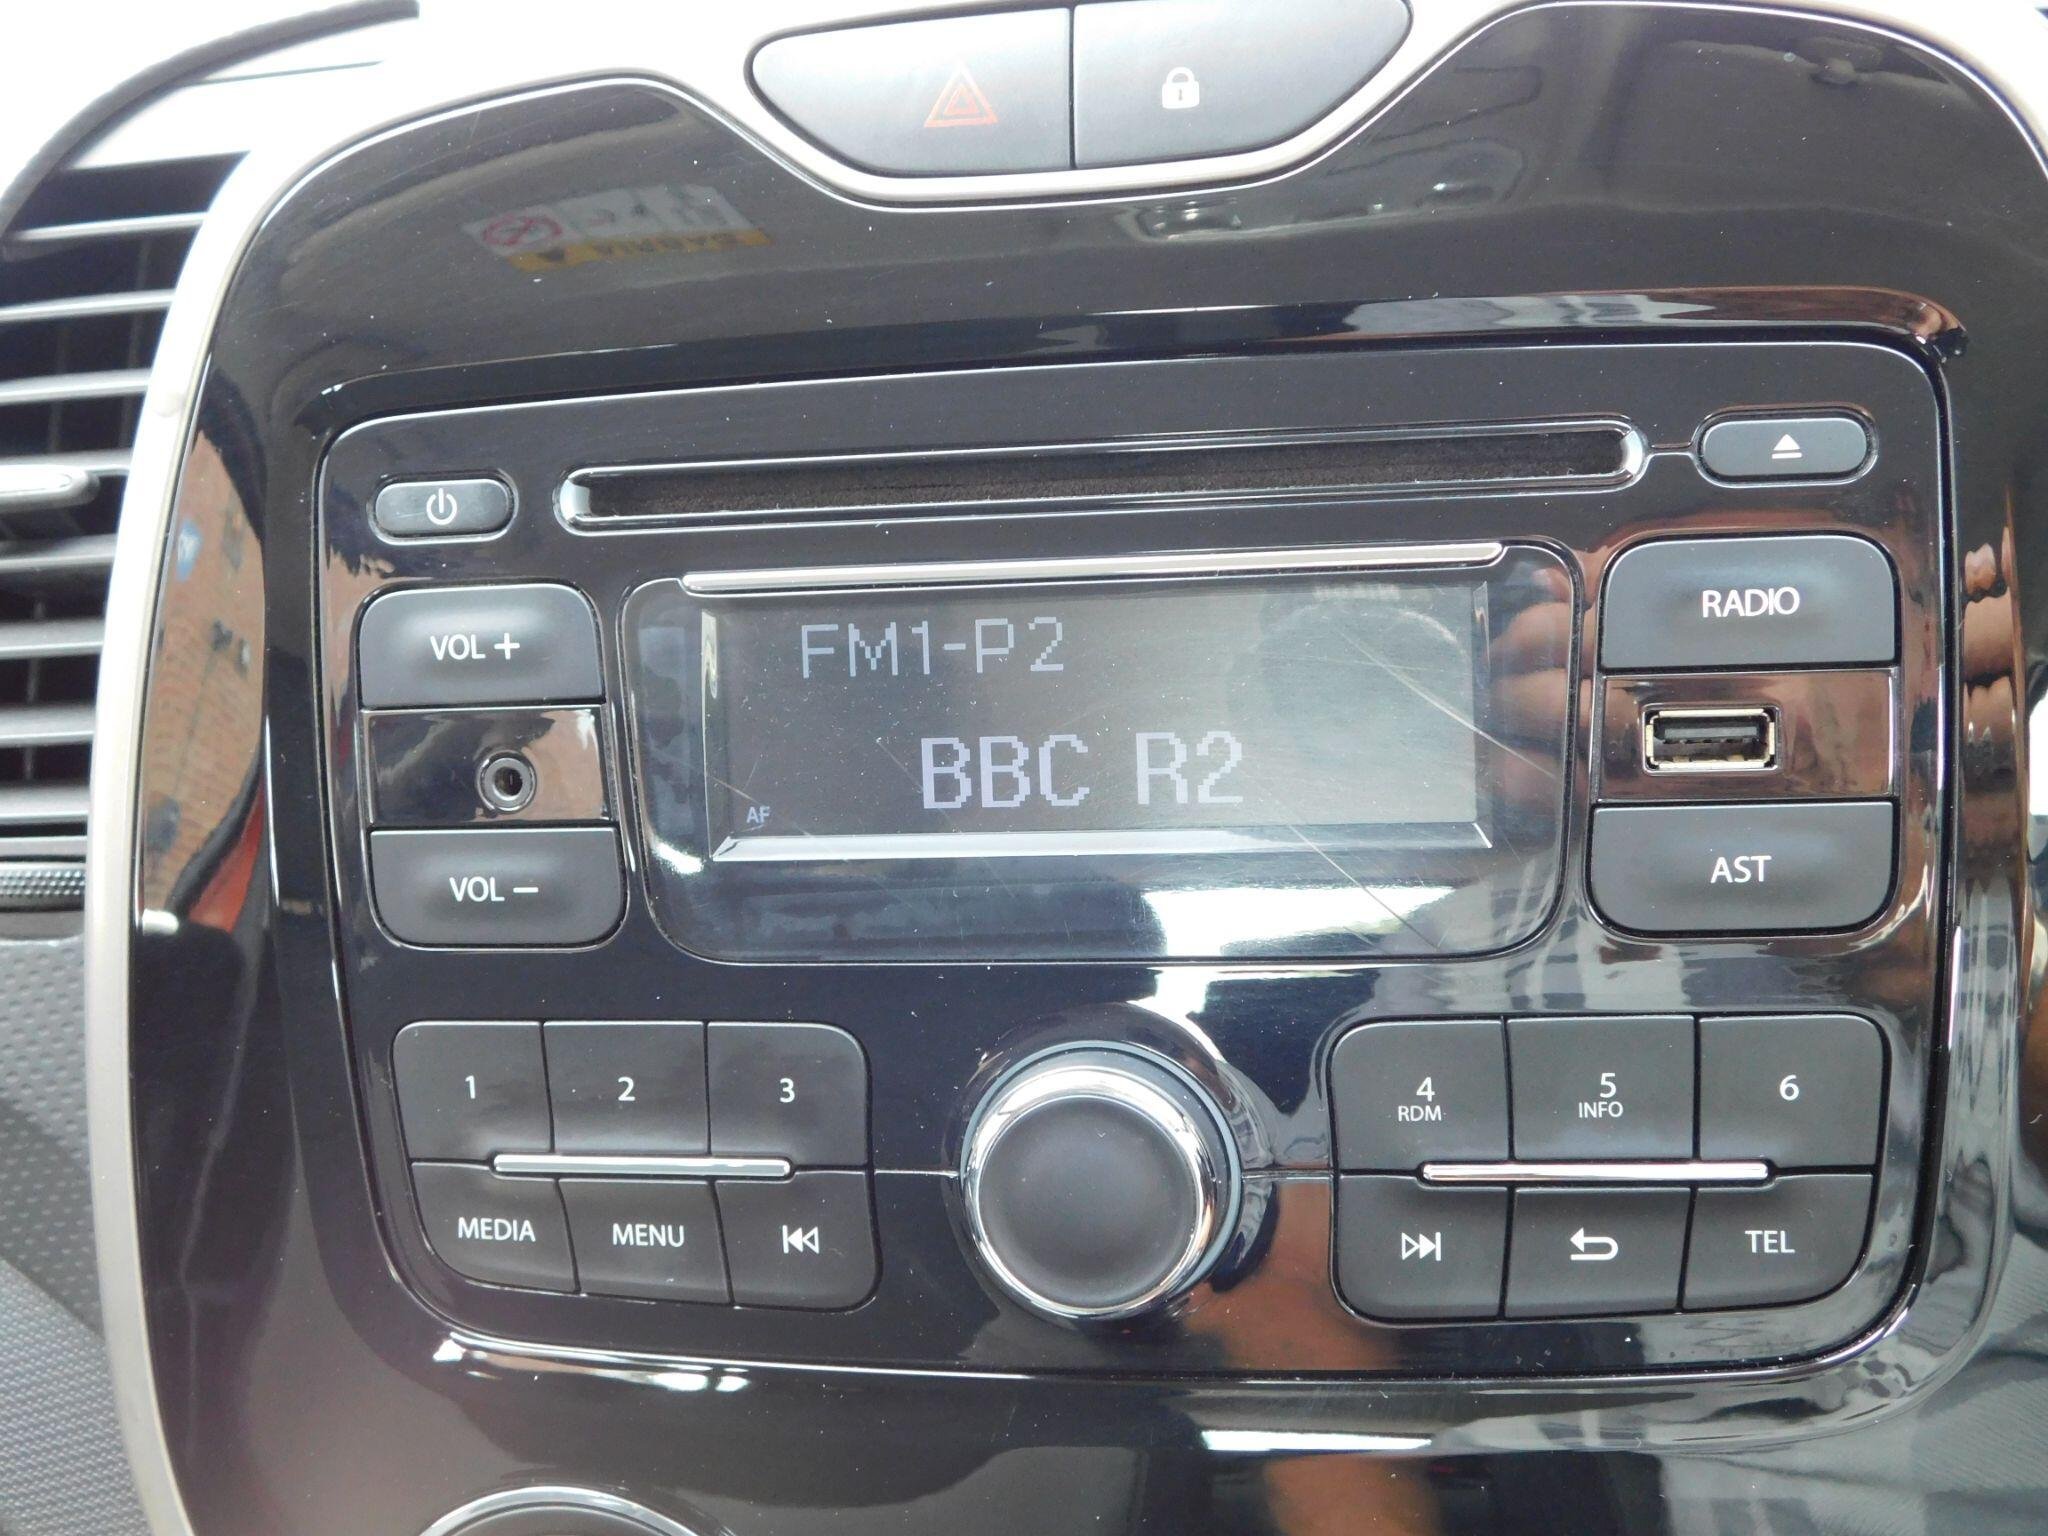 RADIO
FM1-P2
VOL +
BBC R2
AF
AST
VOL −
1
2
3
4
RDM
5
INFO
6
MEDIA
MENU
TEL